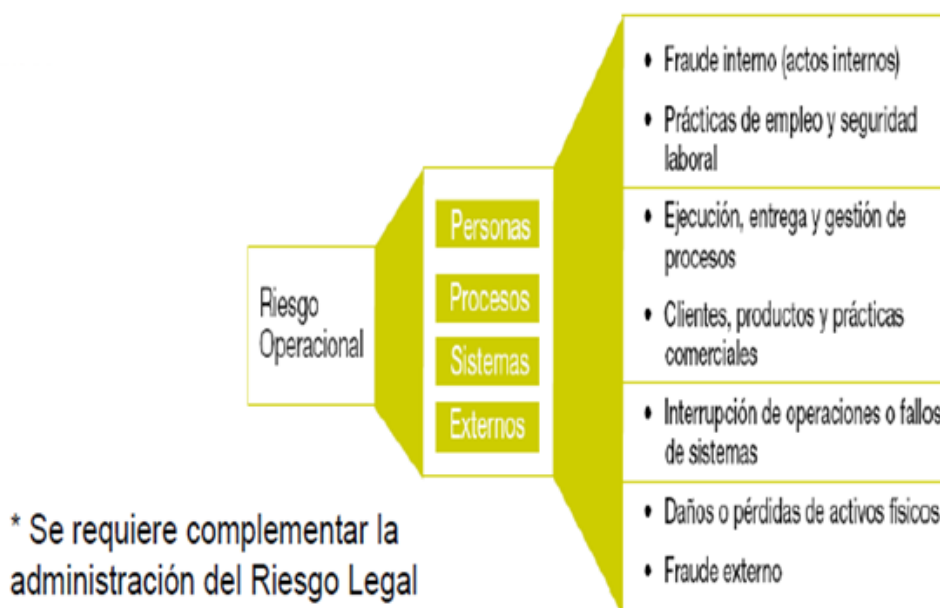 Riesgo
Operacional
Personas
Procesos
Sistemas
Externos
• Fraude interno (actos internos)
• Prácticas de empleo y seguridad
laboral
• Ejecución, entrega y gestión de
procesos
• Clientes, productos y prácticas
comerciales
• Interrupción de operaciones o fallos
de sistemas
• Daños o pérdidas de activos físicos
• Fraude externo
* Se requiere complementar la
administración del Riesgo Legal